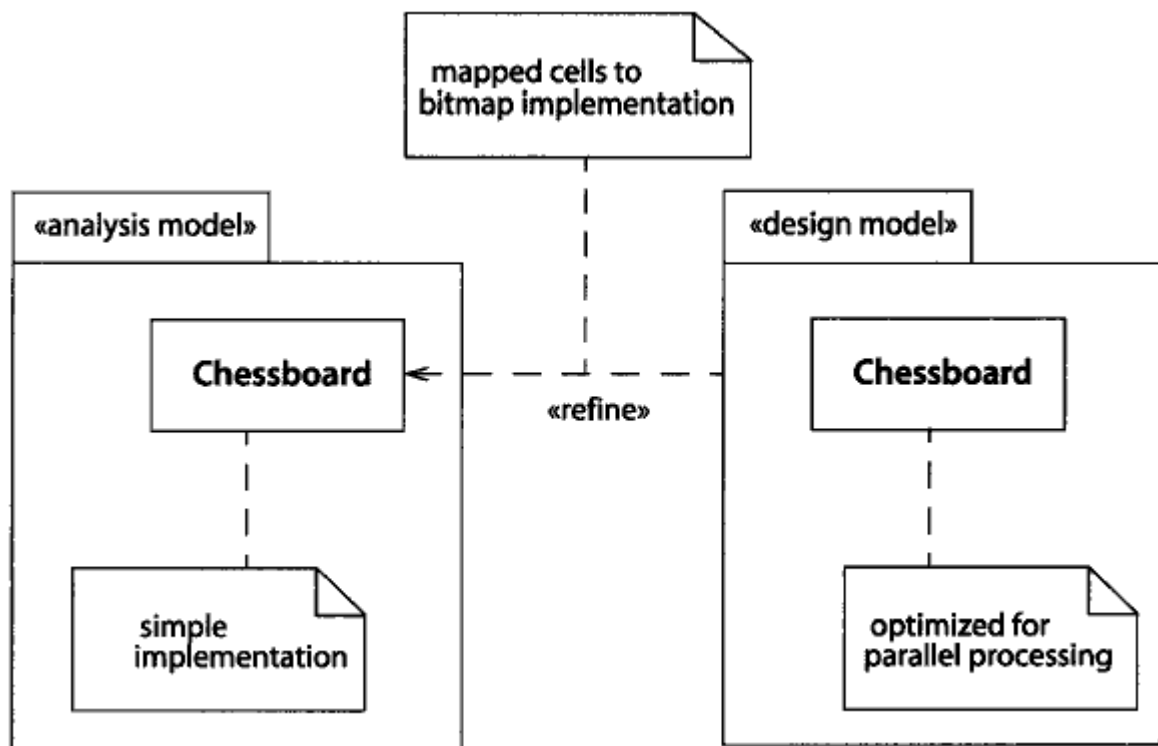 mapped cells to
bitmap implementation
«analysis model»
«design model»
Chessboard
«refine»
Chessboard
simple
implementation
optimized for
parallel processing